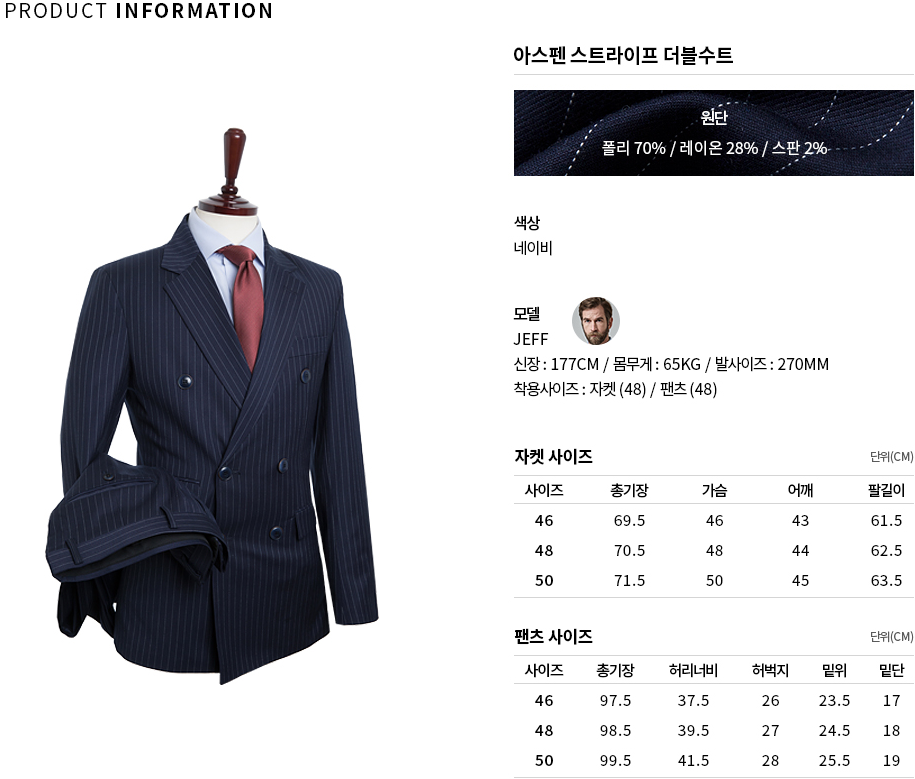 PRODUCT INFORMATION
아스펜 스트라이프 더블수트
원단
폴리 70% / 레이온 28% / 스판 2%
색상
네이비
모델
JEFF
신장 : 177CM / 몸무게 : 65KG / 발사이즈 : 270MM
착용사이즈 : 자켓 (48) / 팬츠 (48)
자켓 사이즈 단위(CM)
사이즈 총기장 가슴 어깨 팔길이
46 69.5 46 43 61.5
48 70.5 48 44 62.5
50 71.5 50 45 63.5
팬츠 사이즈 단위(CM)
사이즈 총기장 허리너비 허벅지 밑위 밑단
46 97.5 37.5 26 23.5 17
48 98.5 39.5 27 24.5 18
50 99.5 41.5 28 25.5 19